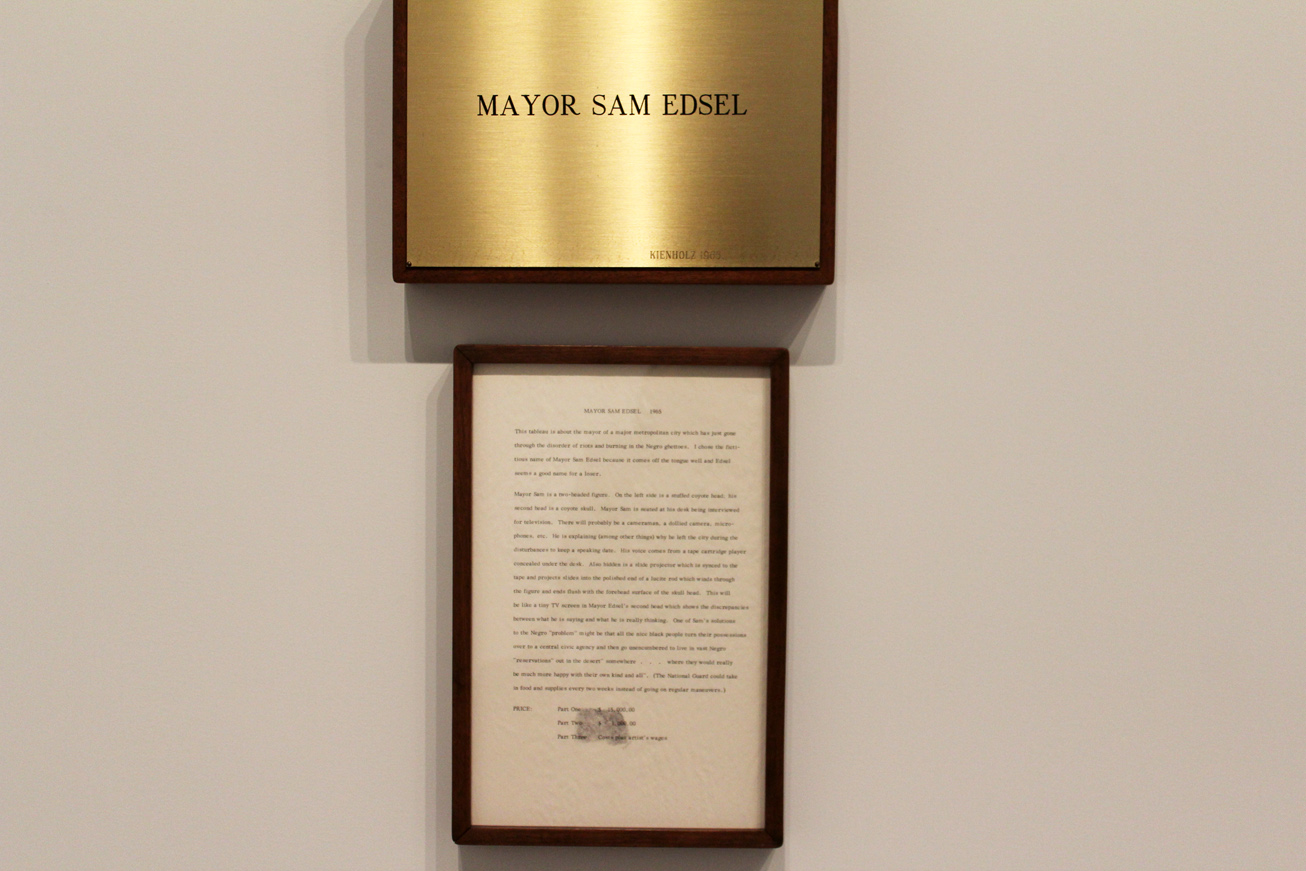 MAYOR SAM EDSEL
KIENHOLZ
MAYOR SAM EDSEL
This tableau is about the mayor of a major metropolitan city which has just gone
through the disorder of riots and burning in the Negro ghettoes. I chose the ficti-
tious name of Mayor Sam Edsel because it comes off the tongue well and Edsel
seems a good name for a loser.
Mayor Sam is a two-headed figure. On the left side is a stuffed coyote head, his
second head is a coyote skull. Mayor Sam is seated at his desk being interviewed
for television. There will probably be a cameraman, a dollied camera, micro-
phones, etc. He is explaining (among other things) why he left the city during the
disturbances to keep a speaking date. His voice comes from a tape cartridge player
concealed under the desk. Also hidden is a slide projector which is synced to the
tape and projects slides into the polished end of a lucite rod which winds through
the figure and ends flush with the forehead surface of the skull head. This will
be like a tiny TV screen in Mayor Edsel's second head which shows the discrepancies
between what he is saying and what he is really thinking. One of Sam's solutions
to the Negro "problem" might be that all the nice black people turn their possessions
over to a central civic agency and then go unencumbered to live in vast Negro
"reservations" out in the desert" somewhere . . . where they would really
be much more happy with their own kind and all". (The National Guard could take
in food and supplies every two weeks instead of going on regular maneuvers.)
PRICE: Part One $
Part Two $
Part Three Cost plus artist's wages